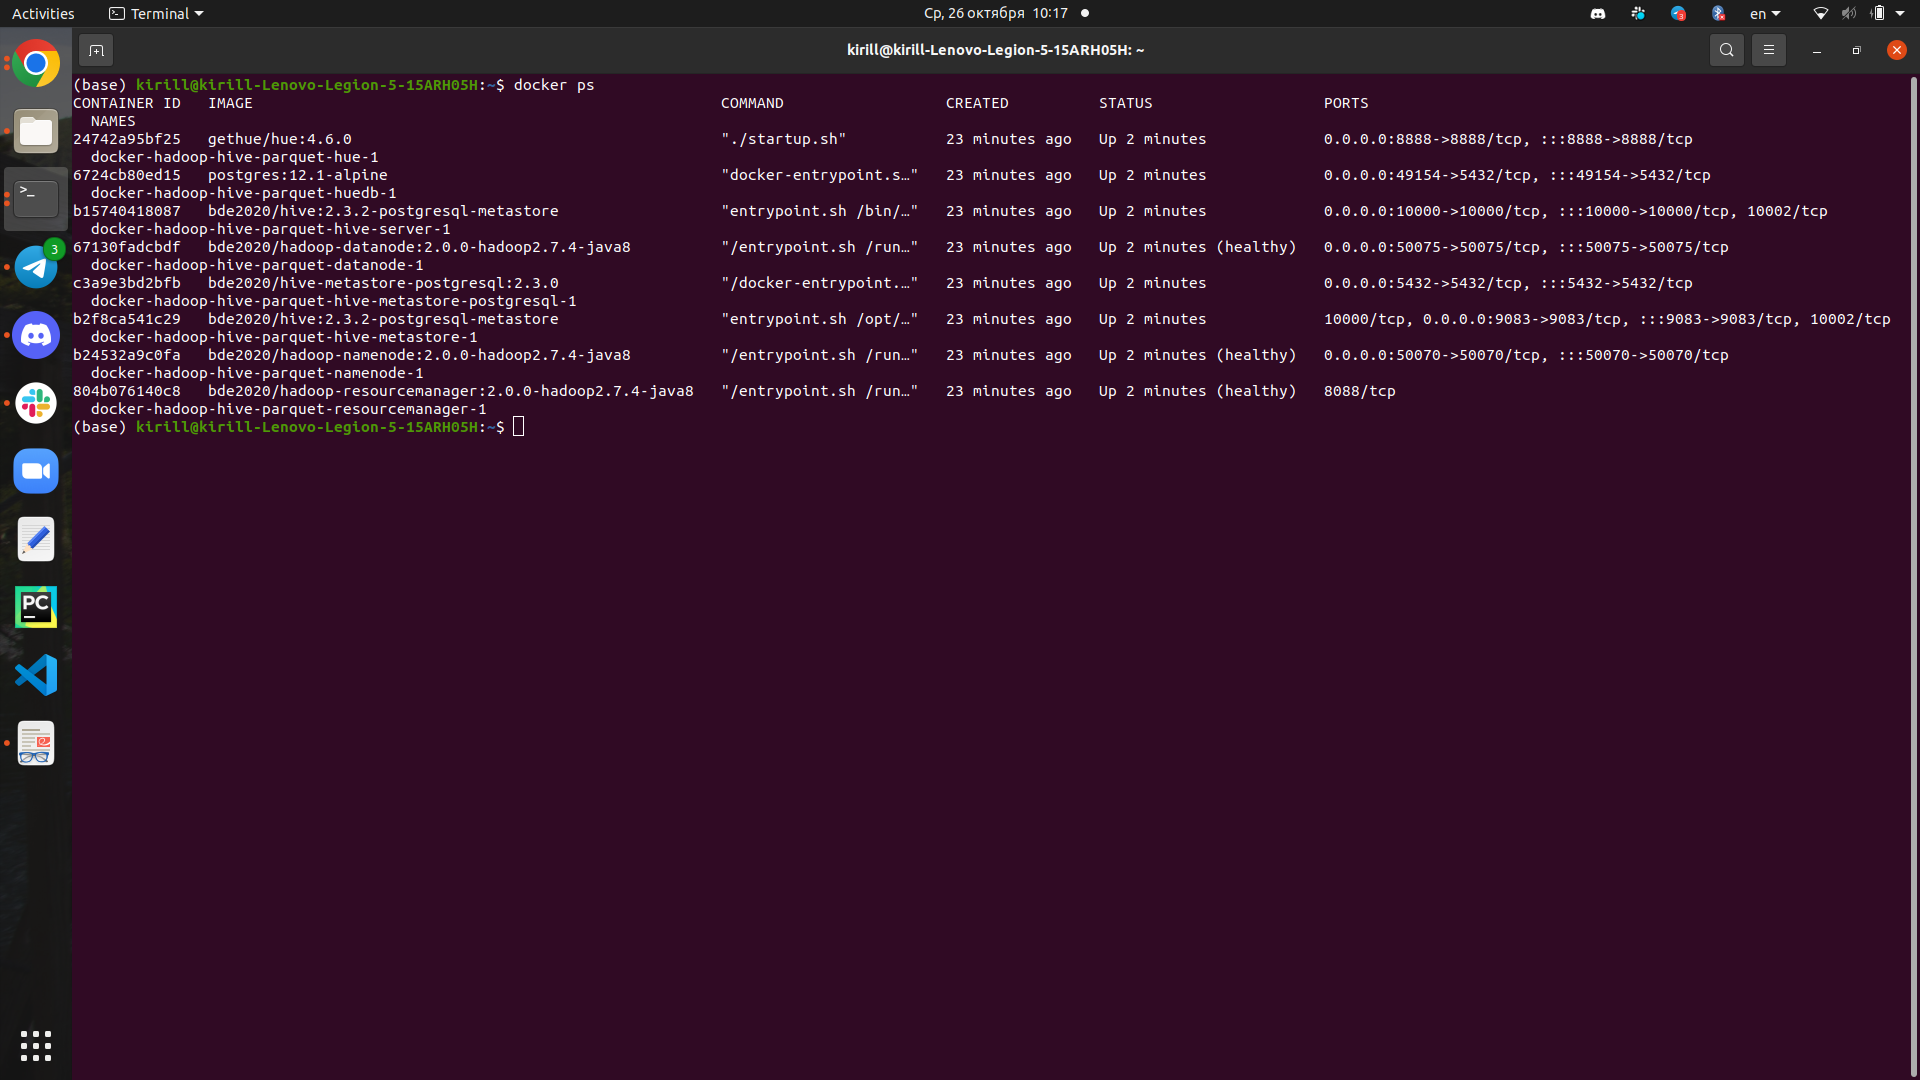 Activities Terminal Ср, 26 октября 10:17 en
kirill@kirill-Lenovo-Legion-5-15ARH05H: ~
(base) kirill@kirill-Lenovo-Legion-5-15ARH05H:~$ docker ps
CONTAINER ID IMAGE COMMAND CREATED STATUS PORTS
NAMES
24742a95bf25 gethue/hue:4.6.0 "./startup.sh" 23 minutes ago Up 2 minutes 0.0.0.0:8888->8888/tcp, :::8888->8888/tcp
docker-hadoop-hive-parquet-hue-1
6724cb80ed15 postgres:12.1-alpine "docker-entrypoint.s…" 23 minutes ago Up 2 minutes 0.0.0.0:49154->5432/tcp, :::49154->5432/tcp
docker-hadoop-hive-parquet-huedb-1
b15740418087 bde2020/hive:2.3.2-postgresql-metastore "entrypoint.sh /bin/…" 23 minutes ago Up 2 minutes 0.0.0.0:10000->10000/tcp, :::10000->10000/tcp, 10002/tcp
docker-hadoop-hive-parquet-hive-server-1
67130fadcbdf bde2020/hadoop-datanode:2.0.0-hadoop2.7.4-java8 "/entrypoint.sh /run…" 23 minutes ago Up 2 minutes (healthy) 0.0.0.0:50075->50075/tcp, :::50075->50075/tcp
docker-hadoop-hive-parquet-datanode-1
c3a9e3bd2bfb bde2020/hive-metastore-postgresql:2.3.0 "/docker-entrypoint.…" 23 minutes ago Up 2 minutes 0.0.0.0:5432->5432/tcp, :::5432->5432/tcp
docker-hadoop-hive-parquet-hive-metastore-postgresql-1
b2f8ca541c29 bde2020/hive:2.3.2-postgresql-metastore "entrypoint.sh /opt/…" 23 minutes ago Up 2 minutes 10000/tcp, 0.0.0.0:9083->9083/tcp, :::9083->9083/tcp, 10002/tcp
docker-hadoop-hive-parquet-hive-metastore-1
b24532a9c0fa bde2020/hadoop-namenode:2.0.0-hadoop2.7.4-java8 "/entrypoint.sh /run…" 23 minutes ago Up 2 minutes (healthy) 0.0.0.0:50070->50070/tcp, :::50070->50070/tcp
docker-hadoop-hive-parquet-namenode-1
804b076140c8 bde2020/hadoop-resourcemanager:2.0.0-hadoop2.7.4-java8 "/entrypoint.sh /run…" 23 minutes ago Up 2 minutes (healthy) 8088/tcp
docker-hadoop-hive-parquet-resourcemanager-1
(base) kirill@kirill-Lenovo-Legion-5-15ARH05H:~$
>_
3
PC